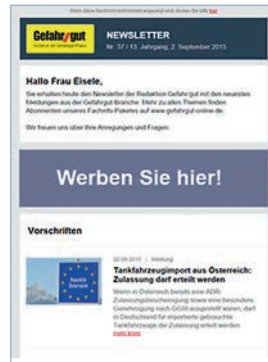 Gefahr/gut
NEWSLETTER
Nr. 37 / 13. Jahrgang, 2. September 2015
Hallo Frau Eisele,
Sie erhalten heute den Newsletter der Redaktion Gefahr/gut mit den neuesten
Meldungen aus der Gefahrgut-Branche. Mehr zu allen Themen finden
Abonnenten unseres Fachinfo-Paketes auf www.gefahrgut-online.de.
Wir freuen uns über Ihre Anregungen und Fragen.
Werben Sie hier!
Vorschriften
Republik
Österreich
02.09.2015 | Meldung
Tankfahrzeugimport aus Österreich:
Zulassung darf erteilt werden
Wenn in Österreich bereits eine ADR-
Zulassungsbescheinigung sowie eine besondere
Genehmigung nach GGBl ausgestellt waren, darf
in Deutschland für importierte gebrauchte
Tankfahrzeuge die Zulassung erteilt werden.
mehr lesen